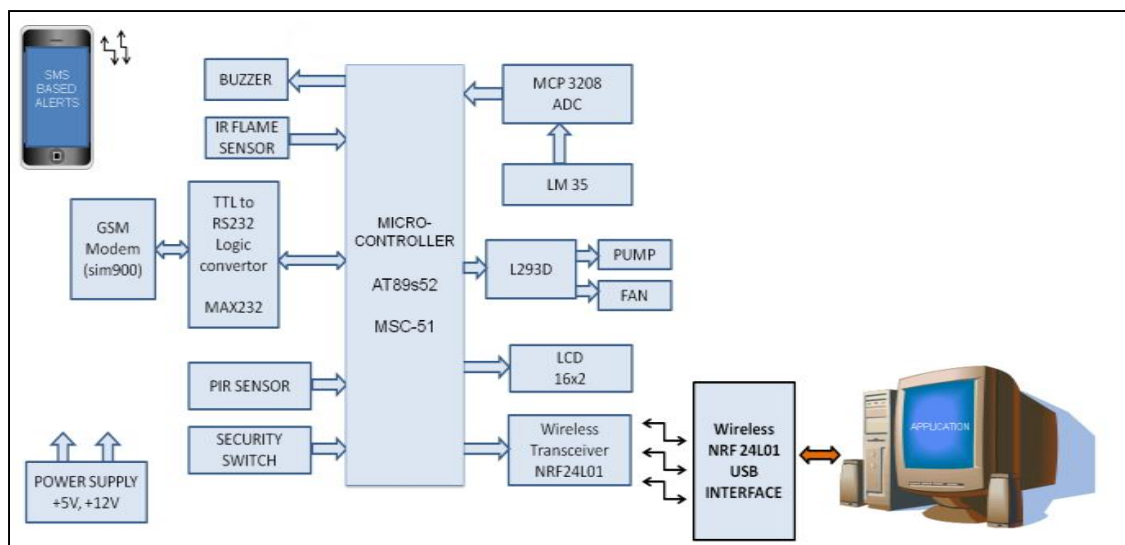 SMS
BASED
ALERTS
BUZZER
IR FLAME
SENSOR
GSM
Modem
(sim900)
TTL to
RS232
Logic
convertor
MAX232
PIR SENSOR
SECURITY
SWITCH
POWER SUPPLY
+5V, +12V
MICRO-
CONTROLLER
AT89s52
MSC-51
MCP 3208
ADC
LM 35
L293D
PUMP
FAN
LCD
16x2
Wireless
Transceiver
NRF24L01
Wireless
NRF 24L01
USB
INTERFACE
APPLICATION